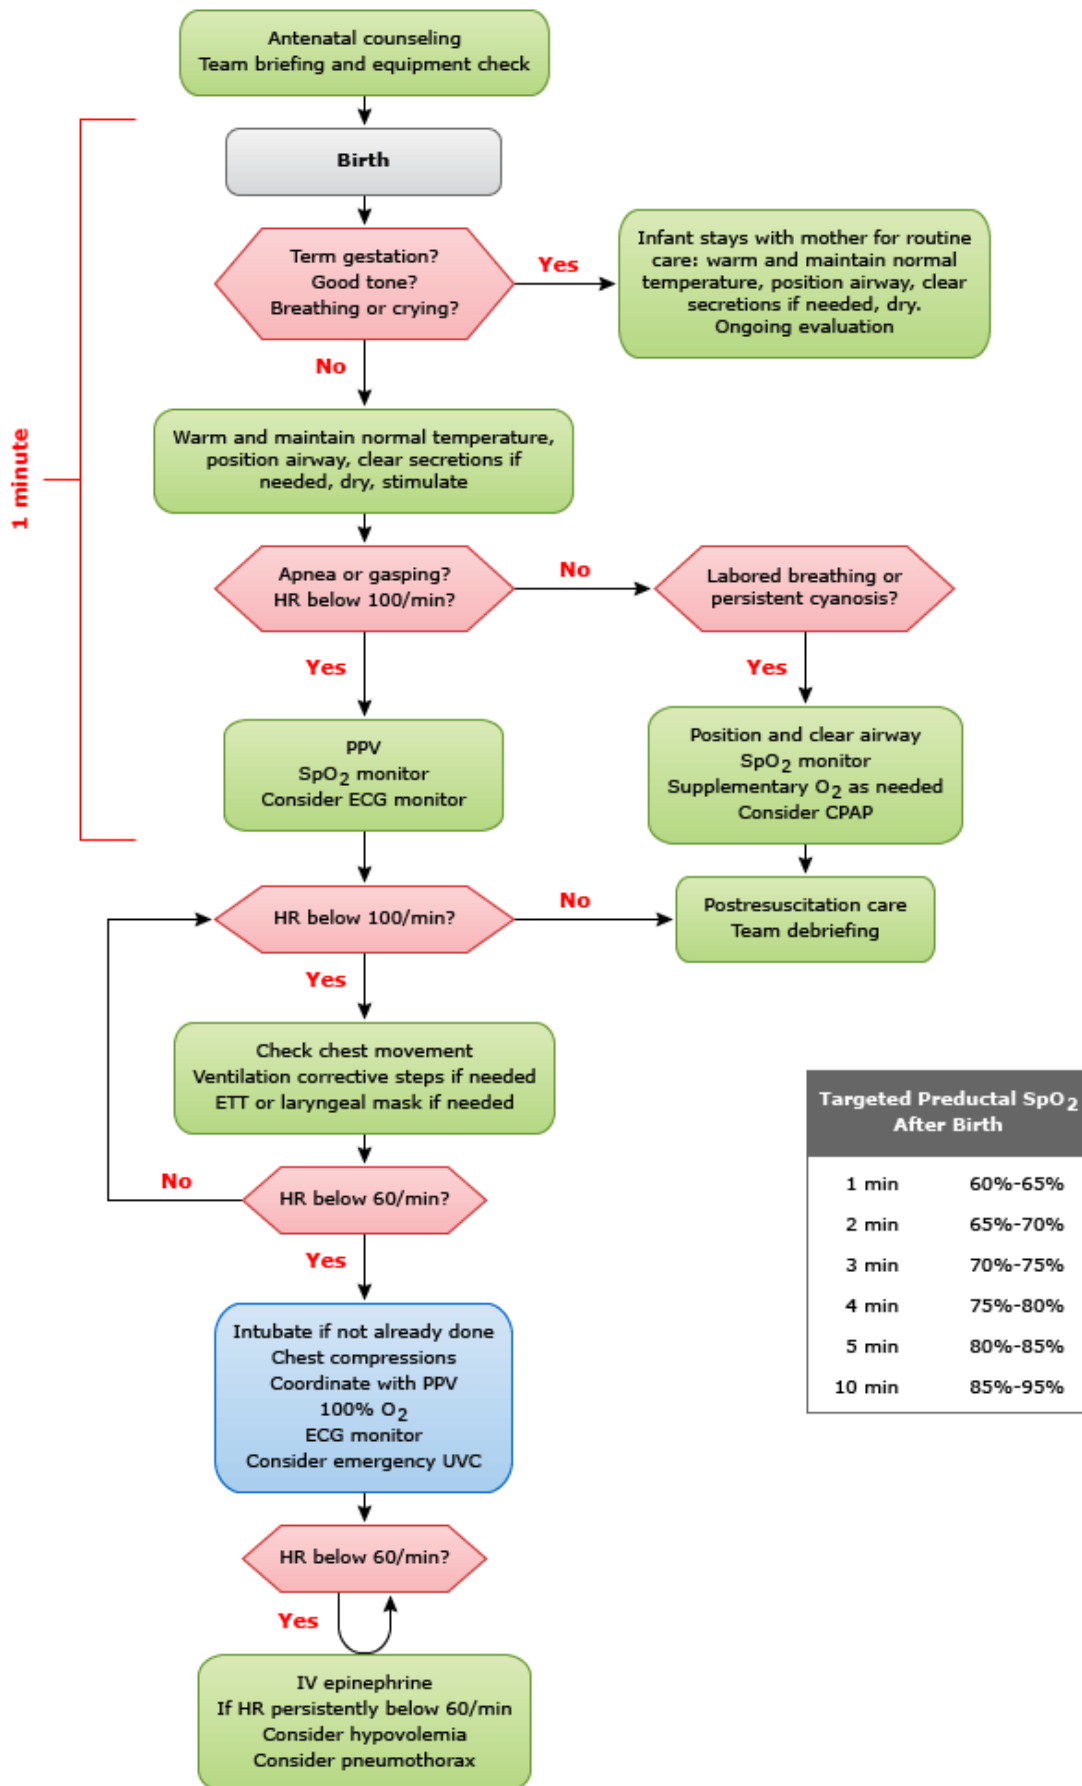 Antenatal counseling
Team briefing and equipment check
Birth
Term gestation?
Good tone?
Breathing or crying?
Yes
Infant stays with mother for routine
care: warm and maintain normal
temperature, position airway, clear
secretions if needed, dry.
Ongoing evaluation
No
1 minute
Warm and maintain normal temperature,
position airway, clear secretions if
needed, dry, stimulate
Apnea or gasping?
HR below 100/min?
No
Labored breathing or
persistent cyanosis?
Yes
Yes
PPV
SpO2 monitor
Consider ECG monitor
Position and clear airway
SpO2 monitor
Supplementary O2 as needed
Consider CPAP
HR below 100/min?
No
Postresuscitation care
Team debriefing
Yes
Check chest movement
Ventilation corrective steps if needed
ETT or laryngeal mask if needed
No
HR below 60/min?
Yes
Intubate if not already done
Chest compressions
Coordinate with PPV
100% O2
ECG monitor
Consider emergency UVC
HR below 60/min?
Yes
IV epinephrine
If HR persistently below 60/min
Consider hypovolemia
Consider pneumothorax
Targeted Preductal SpO2
After Birth
1 min 60%-65%
2 min 65%-70%
3 min 70%-75%
4 min 75%-80%
5 min 80%-85%
10 min 85%-95%